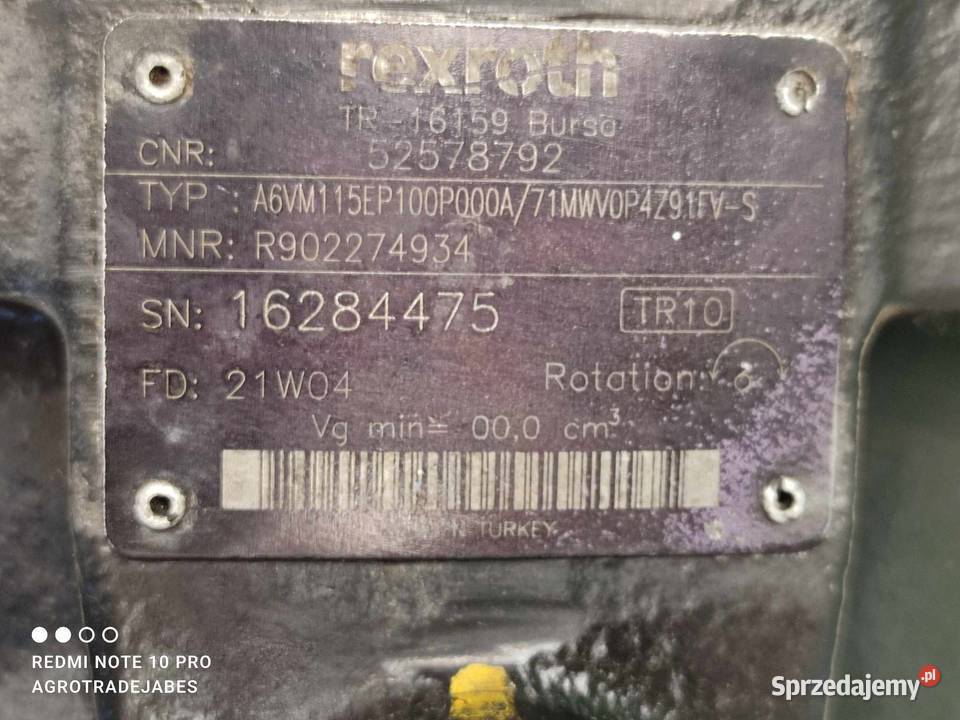 rexroth
TR-16159 Bursa
CNR: 52578792
TYP : A6VM115EP100P000A/71MWV0P4Z91FV-S
MNR: R902274934
SN: 16284475 TR10
FD: 21W04 Rotation:
Vg min= 00,0 cm³
IN TURKEY
REDMI NOTE 10 PRO
AGROTRADEJABES
Sprzedajemy.pl